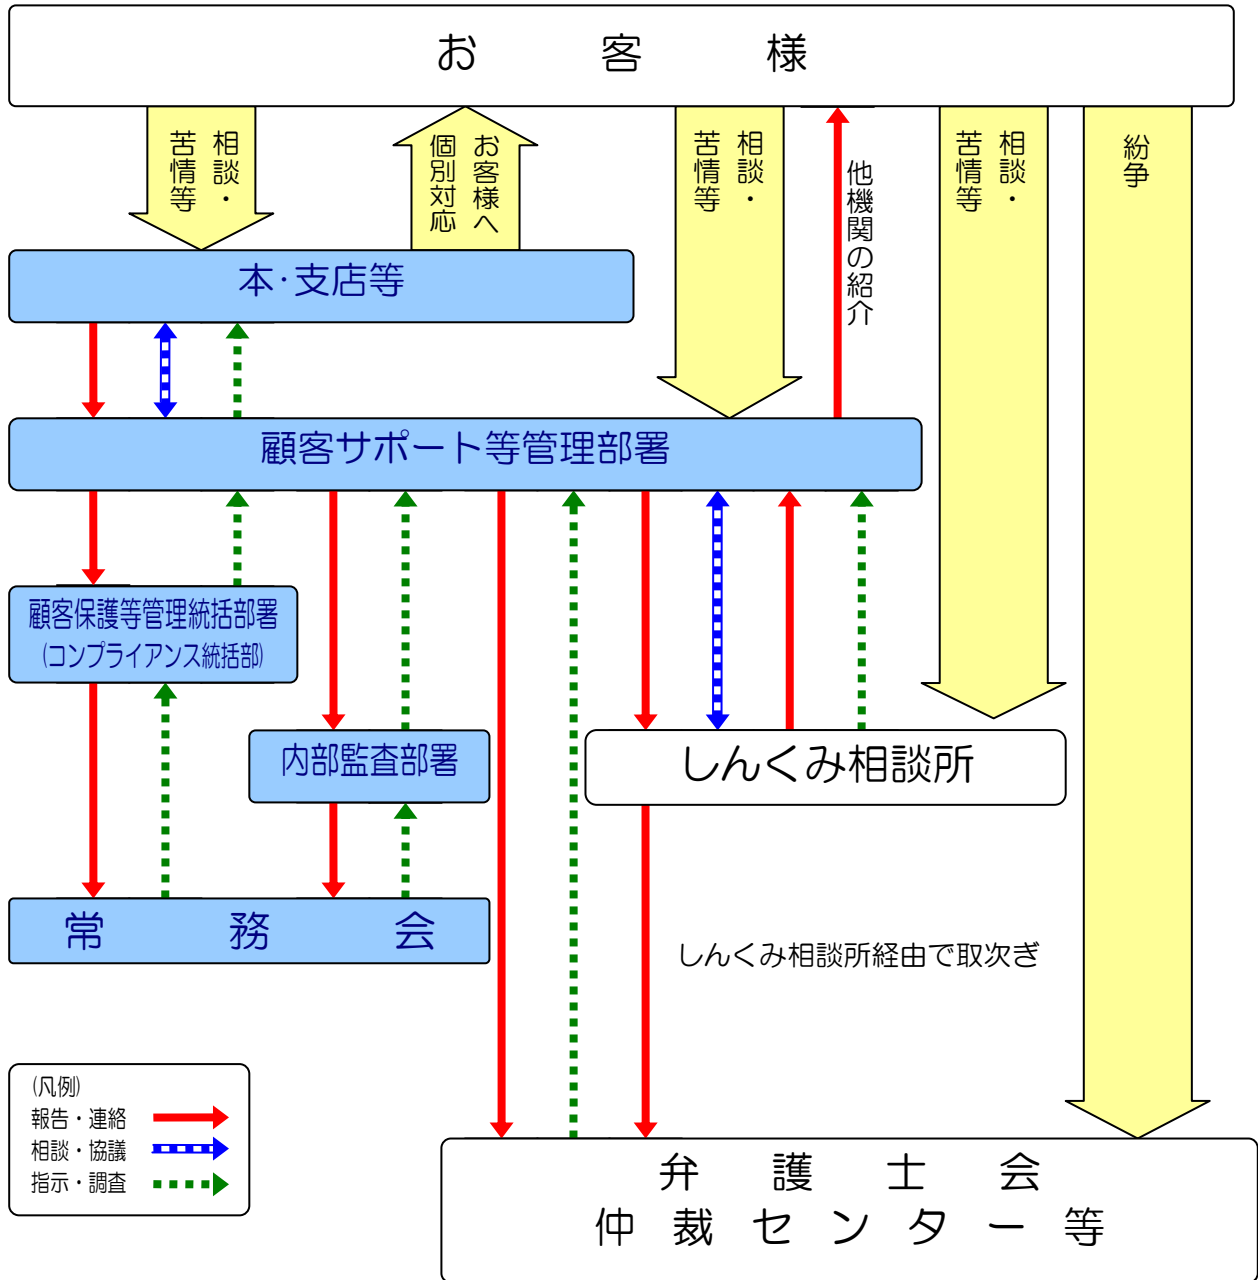 お客様
相談・
苦情等
お客様へ
個別対応
相談・
苦情等
他機関の紹介
相談・
苦情等
紛争
本・支店等
顧客サポート等管理部署
顧客保護等管理統括部署
(コンプライアンス統括部)
内部監査部署
しんくみ相談所
常務会
しんくみ相談所経由で取次ぎ
(凡例)
報告・連絡
相談・協議
指示・調査
弁護士会
仲裁センター等